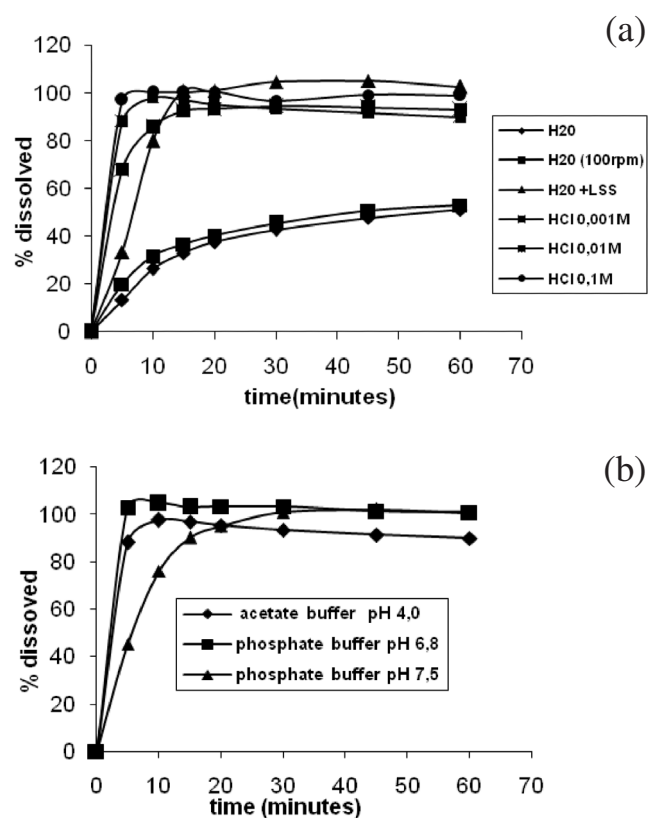 (a)
120
100
80
60
40
20
0
% dissolved
0 10 20 30 40 50 60 70
time(minutes)
H20
H20 (100rpm)
H20 +LSS
HCl 0,001M
HCl 0,01M
HCl 0,1M
(b)
120
100
80
60
40
20
0
% dissoved
acetate buffer pH 4,0
phosphate buffer pH 6,8
phosphate buffer pH 7,5
0 10 20 30 40 50 60 70
time (minutes)